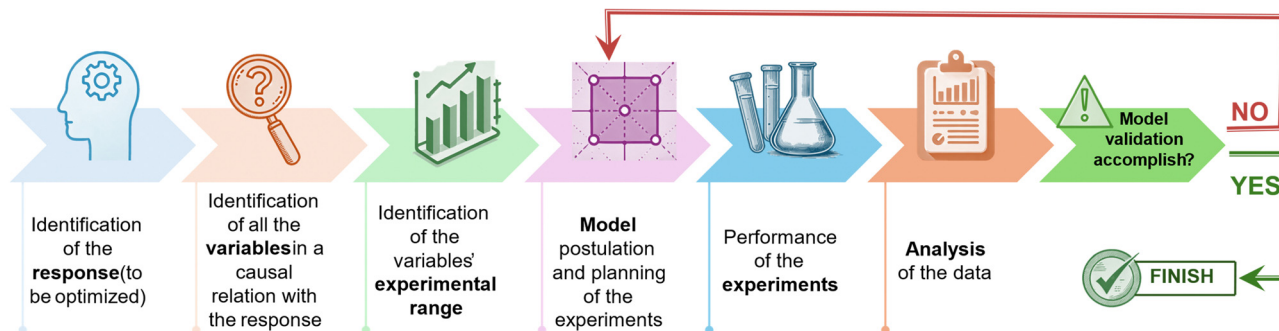 Identification
of the
response(to
be optimized)
Identification
of all the
variablesin a
causal
relation with
the response
Identification
of the
variables'
experimental
range
Model
postulation
and planning
of the
experiments
Performance
of the
experiments
Analysis
of the data
Model
validation
accomplish?
NO
YES
FINISH